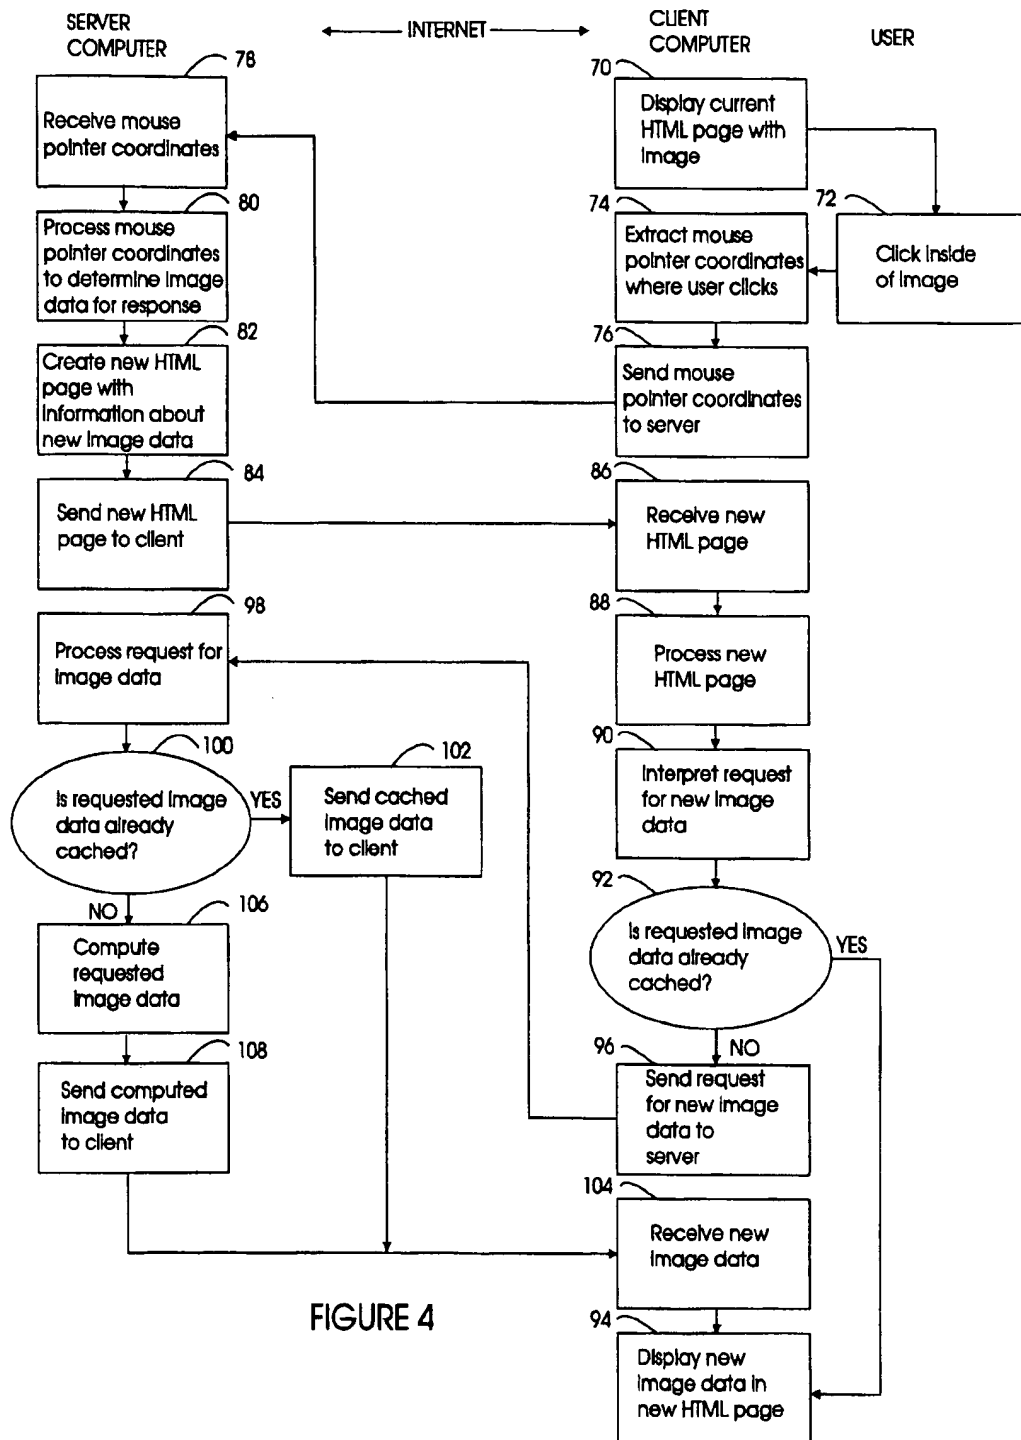 SERVER
COMPUTER
INTERNET
CLIENT
COMPUTER
USER
78
Receive mouse
pointer coordinates
70
Display current
HTML page with
image
80
Process mouse
pointer coordinates
to determine image
data for response
74
Extract mouse
pointer coordinates
where user clicks
72
Click inside
of image
82
Create new HTML
page with
information about
new image data
76
Send mouse
pointer coordinates
to server
84
Send new HTML
page to client
86
Receive new
HTML page
98
Process request for
image data
88
Process new
HTML page
100
Is requested image
data already
cached?
YES
102
Send cached
image data
to client
90
Interpret request
for new image
data
NO
106
Compute
requested
image data
92
Is requested image
data already
cached?
YES
NO
108
Send computed
image data
to client
96
Send request
for new image
data to
server
104
Receive new
image data
FIGURE 4
94
Display new
image data in
new HTML page